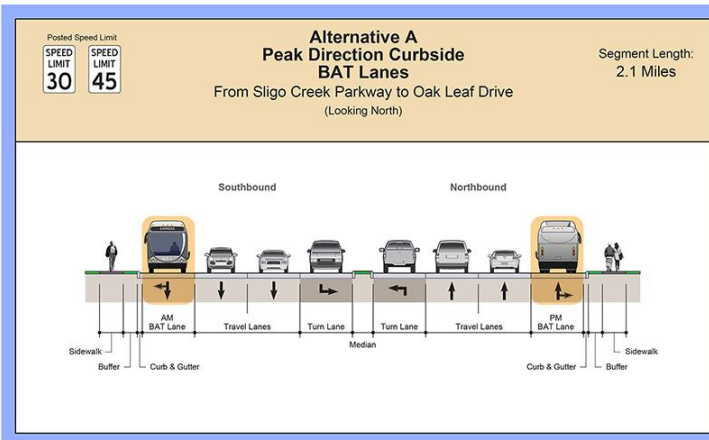 Posted Speed Limit
SPEED LIMIT 30
SPEED LIMIT 45
Alternative A
Peak Direction Curbside
BAT Lanes
From Sligo Creek Parkway to Oak Leaf Drive
(Looking North)
Segment Length:
2.1 Miles
Southbound
Northbound
EXPRESS
AM
BAT Lane
Travel Lanes
Turn Lane
Median
Turn Lane
Travel Lanes
PM
BAT Lane
Sidewalk
Buffer
Curb & Gutter
Curb & Gutter
Buffer
Sidewalk